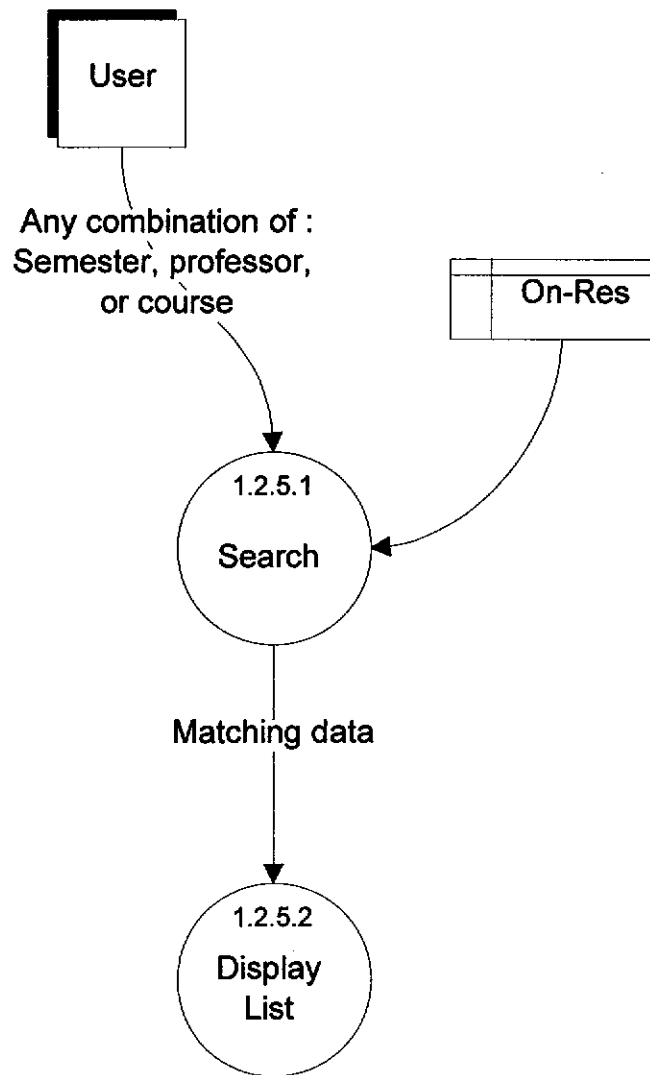 User
Any combination of :
Semester, professor,
or course
On-Res
1.2.5.1
Search
Matching data
1.2.5.2
Display
List